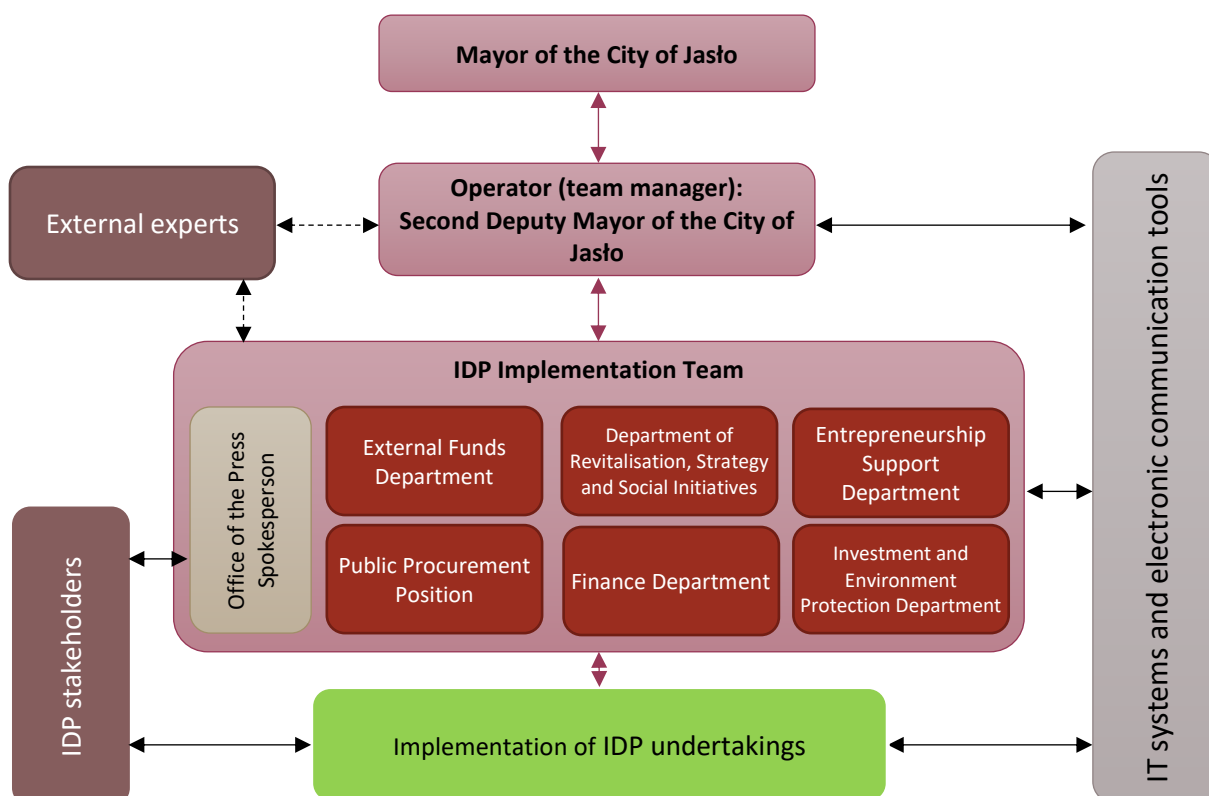 Mayor of the City of Jasło
Operator (team manager):
Second Deputy Mayor of the City of
Jasło
External experts
IT systems and electronic communication tools
IDP Implementation Team
Office of the Press
Spokesperson
External Funds
Department
Department of
Revitalisation, Strategy
and Social Initiatives
Entrepreneurship
Support
Department
Public Procurement
Position
Finance Department
Investment and
Environment
Protection Department
IDP stakeholders
Implementation of IDP undertakings